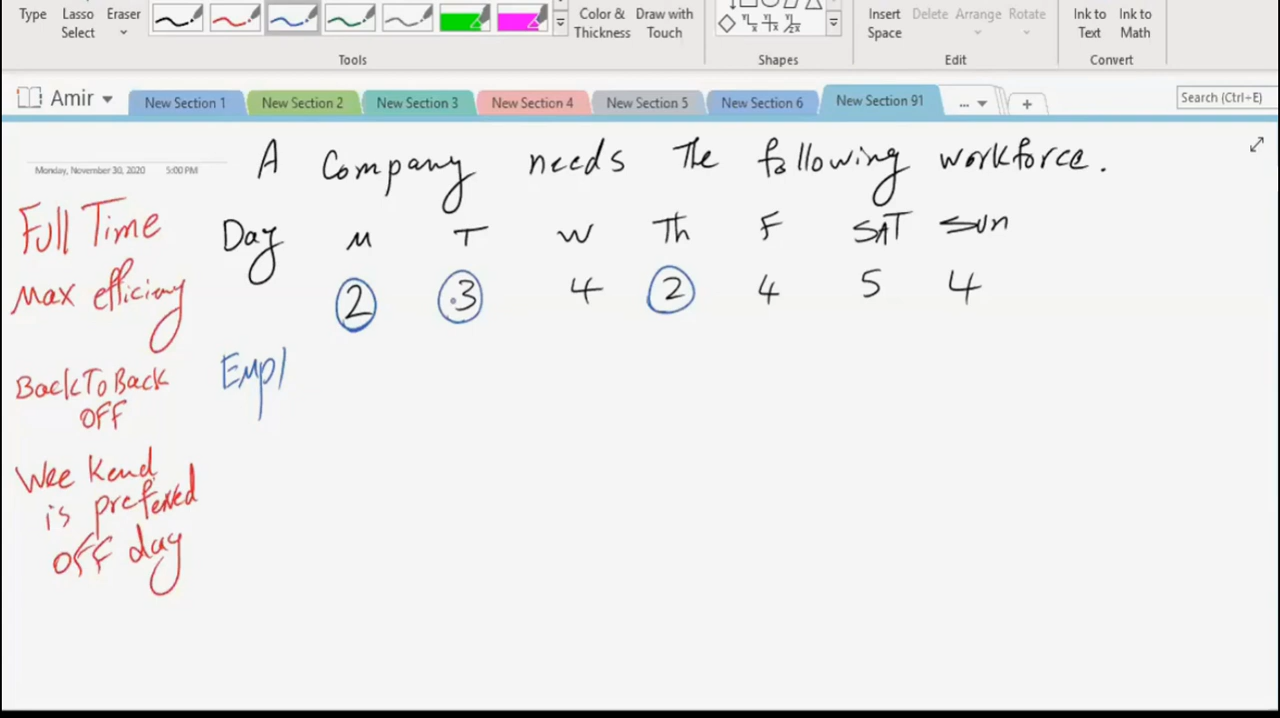 Type
Lasso Select
Eraser
Color & Thickness
Draw with Touch
Insert Space
Delete
Arrange
Rotate
Ink to Text
Ink to Math
Tools
Shapes
Edit
Convert
Amir
New Section 1
New Section 2
New Section 3
New Section 4
New Section 5
New Section 6
New Section 91
...
Search (Ctrl+E)
Monday, November 30, 2020 5:00 PM
A Company needs The following workforce.
Day M T W Th F SAT SUN
2 3 4 2 4 5 4
Empl
Full Time
Max efficiency
Back To Back
OFF
Weekend
is preferred
OFF day